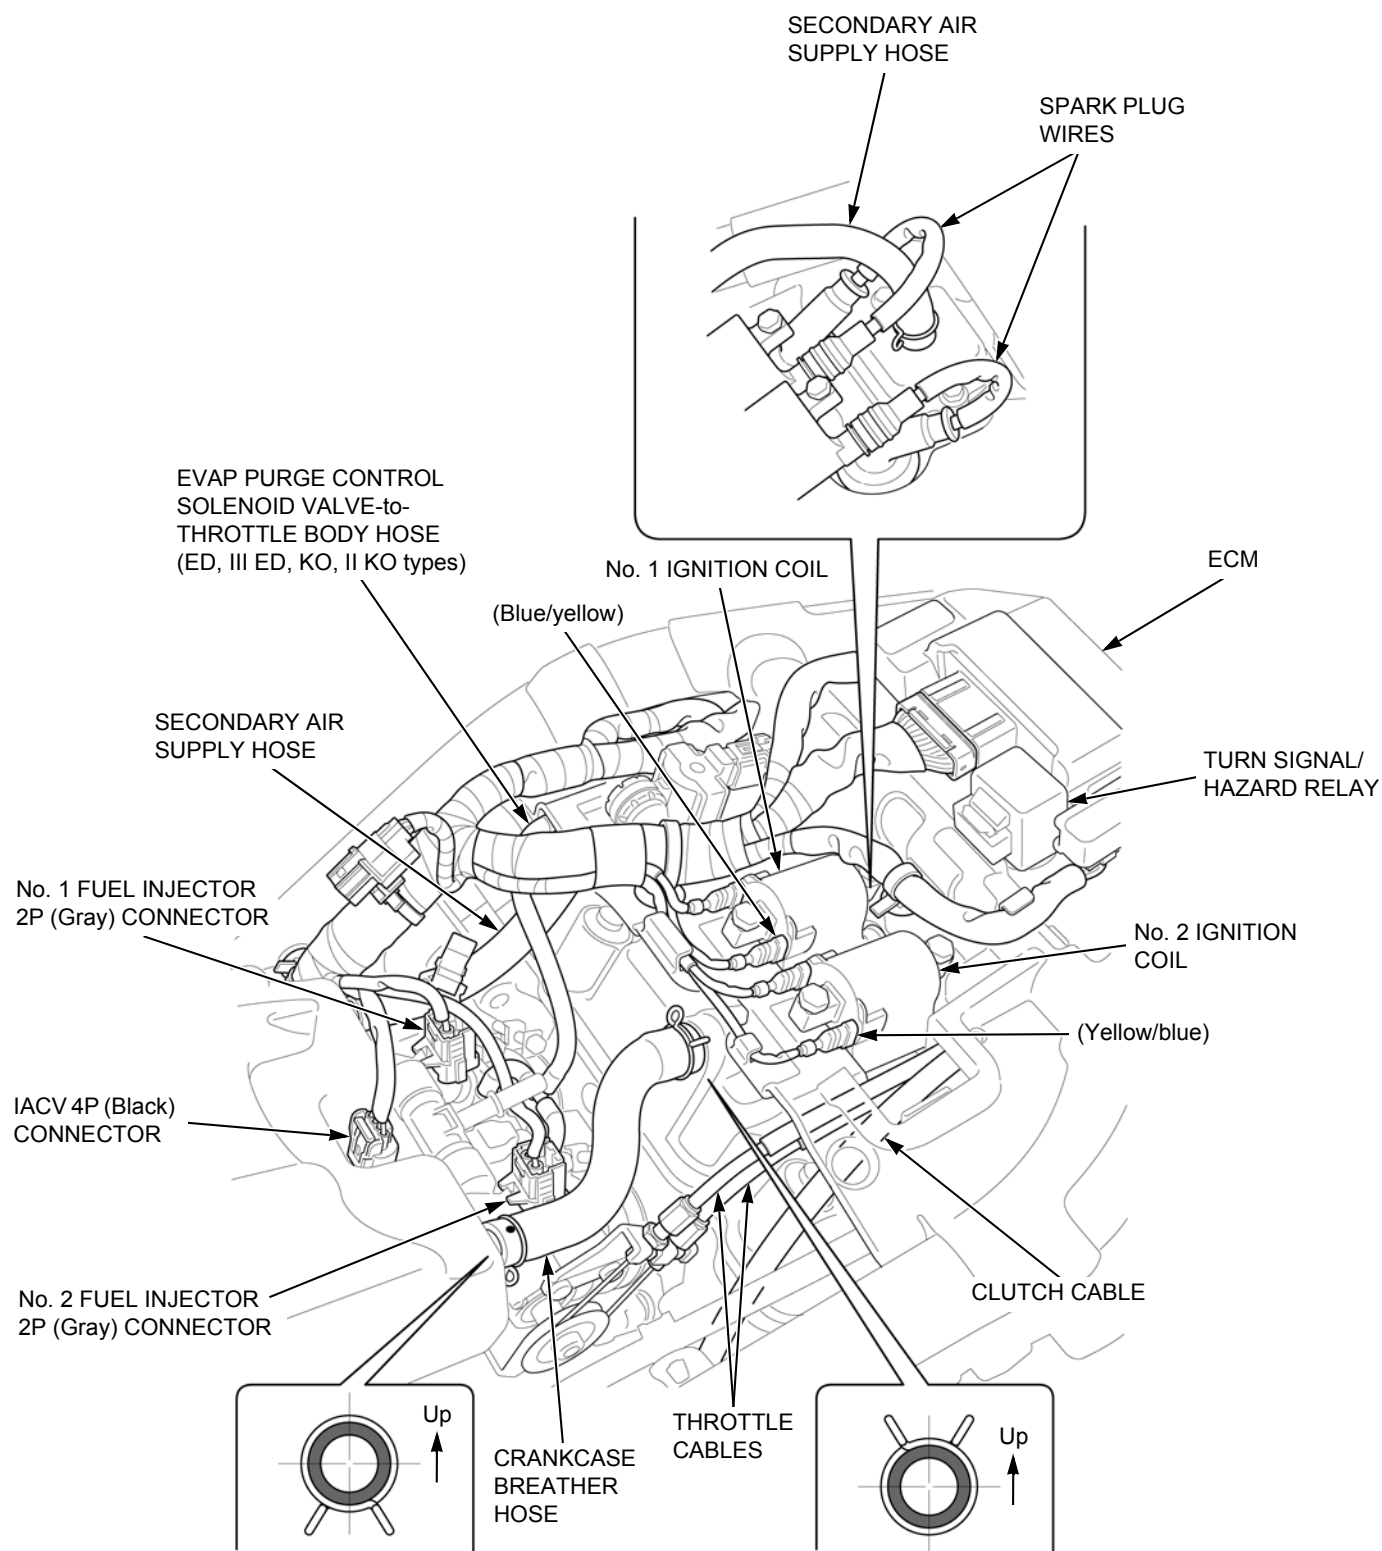 SECONDARY AIR
SUPPLY HOSE
SPARK PLUG
WIRES
EVAP PURGE CONTROL
SOLENOID VALVE-to-
THROTTLE BODY HOSE
(ED, III ED, KO, II KO types)
No. 1 IGNITION COIL
ECM
(Blue/yellow)
SECONDARY AIR
SUPPLY HOSE
TURN SIGNAL/
HAZARD RELAY
No. 1 FUEL INJECTOR
2P (Gray) CONNECTOR
No. 2 IGNITION
COIL
(Yellow/blue)
IACV 4P (Black)
CONNECTOR
CLUTCH CABLE
No. 2 FUEL INJECTOR
2P (Gray) CONNECTOR
Up
THROTTLE
CABLES
Up
CRANKCASE
BREATHER
HOSE